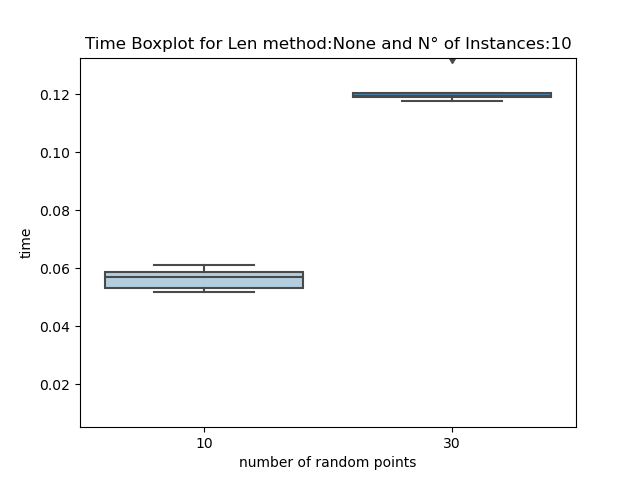 Time Boxplot for Len method:None and N° of Instances:10
0.12
0.10
0.08
0.06
0.04
0.02
time
10 30
number of random points